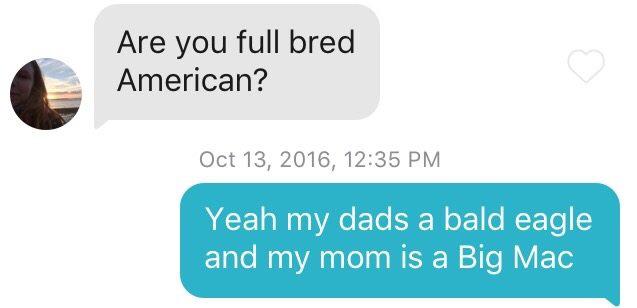 Are you full bred
American?
Oct 13, 2016, 12:35 PM
Yeah my dads a bald eagle
and my mom is a Big Mac